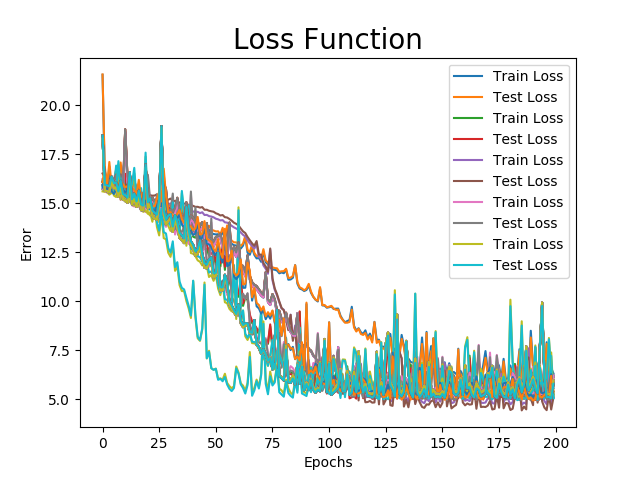 Loss Function
Train Loss
Test Loss
Train Loss
Test Loss
Train Loss
Test Loss
Train Loss
Test Loss
Train Loss
Test Loss
20.0
17.5
15.0
12.5
10.0
7.5
5.0
Error
0 25 50 75 100 125 150 175 200
Epochs